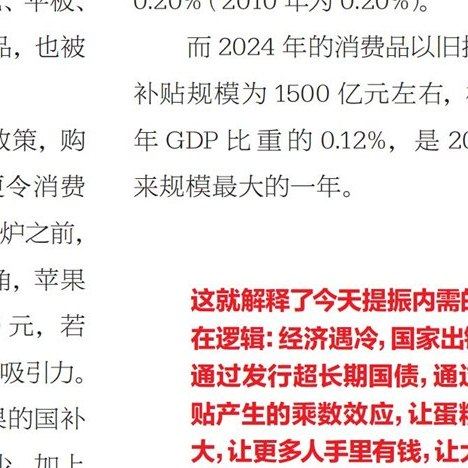 、平板、
品，也被
政策，购
更令消费
炉之前，
角，苹果
元，若
吸引力。
果的国补
加上
0.20%（2010 年为 0.20%）。
而 2024 年的消费品以旧换
补贴规模为 1500 亿元左右，
年 GDP 比重的 0.12%，是 20
来规模最大的一年。
这就解释了今天提振内需的
在逻辑：经济遇冷，国家出
通过发行超长期国债，通过
贴产生的乘数效应，让蛋糕
大，让更多人手里有钱，让